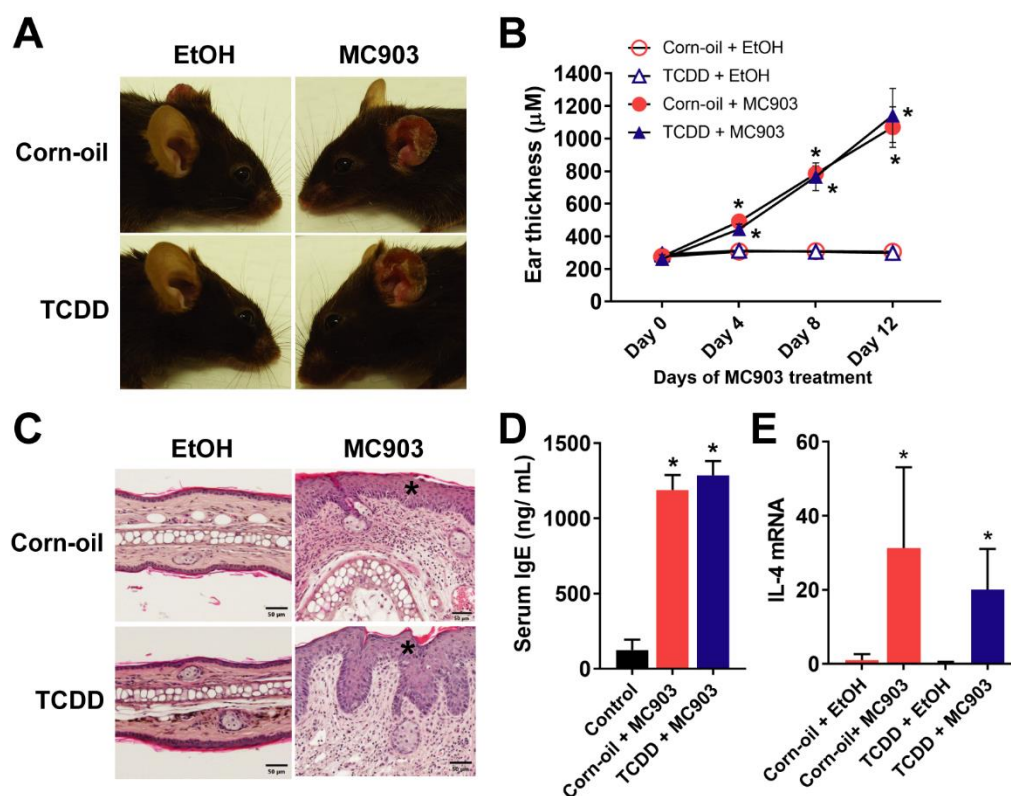 A
EtOH
MC903
Corn-oil
TCDD
B
Corn-oil + EtOH
TCDD + EtOH
Corn-oil + MC903
TCDD + MC903
Ear thickness (µM)
1400
1200
1000
800
600
400
200
0
*
*
*
*
*
*
Day 0
Day 4
Day 8
Day 12
Days of MC903 treatment
C
EtOH
MC903
Corn-oil
TCDD
*
*
50 µm
50 µm
50 µm
50 µm
D
Serum IgE (ng/ mL)
1500
1000
500
0
*
*
Control
Corn-oil + MC903
TCDD + MC903
E
IL-4 mRNA
60
40
20
0
*
*
Corn-oil + EtOH
Corn-oil+ MC903
TCDD + EtOH
TCDD + MC903